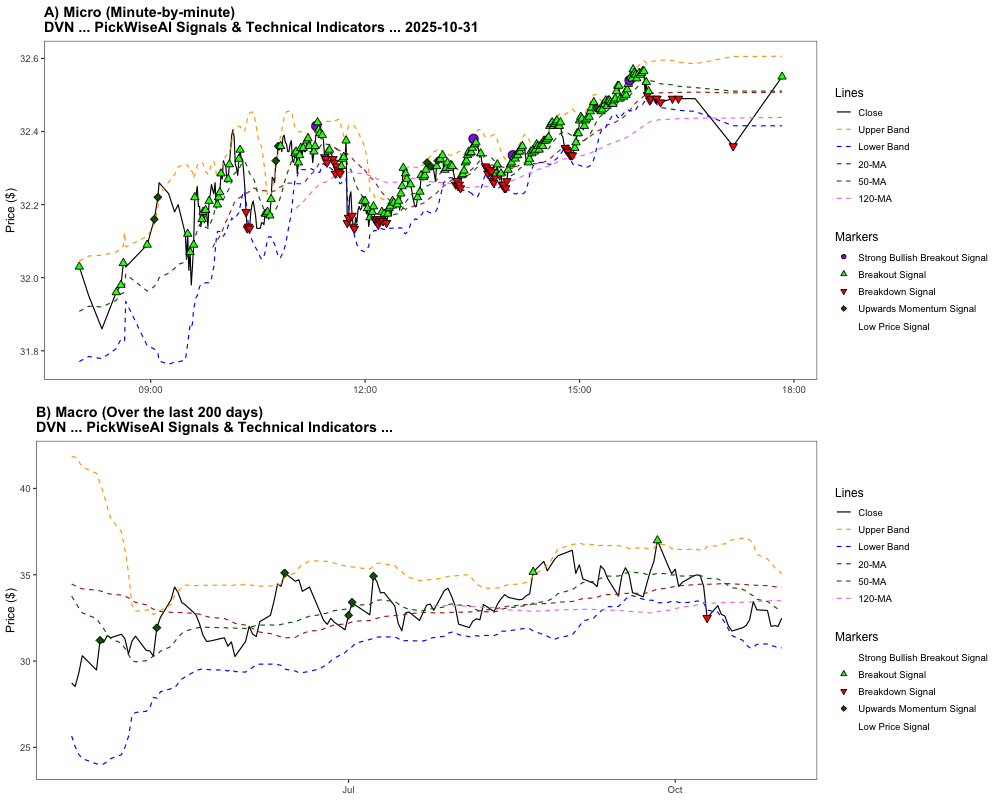 A) Micro (Minute-by-minute)
DVN ... PickWiseAI Signals & Technical Indicators ... 2025-10-31
Price ($)
32.6
32.4
32.2
32.0
31.8
09:00
12:00
15:00
18:00
Lines
Close
Upper Band
Lower Band
20-MA
50-MA
120-MA
Markers
Strong Bullish Breakout Signal
Breakout Signal
Breakdown Signal
Upwards Momentum Signal
Low Price Signal
B) Macro (Over the last 200 days)
DVN ... PickWiseAI Signals & Technical Indicators ...
Price ($)
40
35
30
25
Jul
Oct
Lines
Close
Upper Band
Lower Band
20-MA
50-MA
120-MA
Markers
Strong Bullish Breakout Signal
Breakout Signal
Breakdown Signal
Upwards Momentum Signal
Low Price Signal